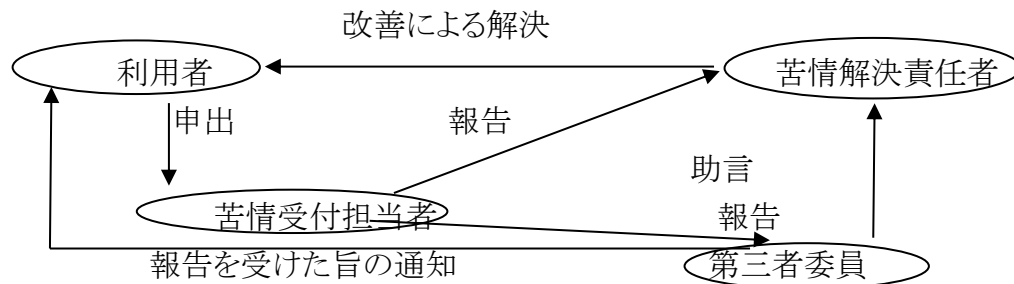 改善による解決
利用者
苦情解決責任者
申出
報告
助言
苦情受付担当者
報告
報告を受けた旨の通知
第三者委員